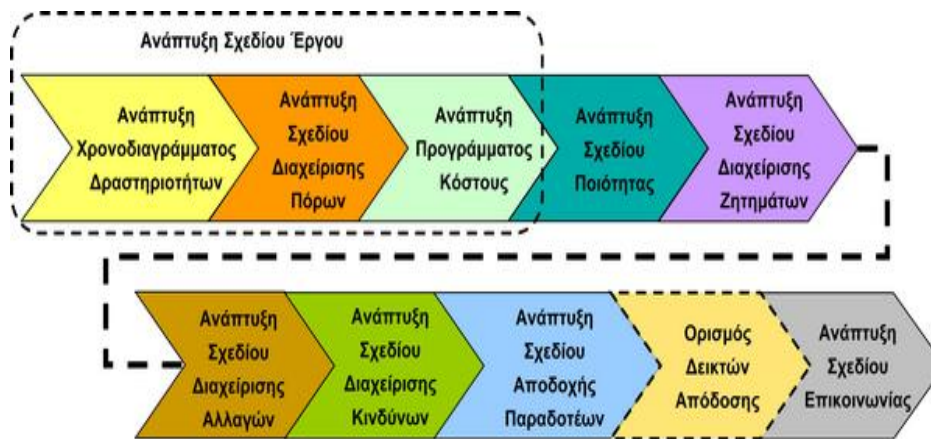 Ανάπτυξη Σχεδίου Έργου
Ανάπτυξη
Χρονοδιαγράμματος
Δραστηριοτήτων
Ανάπτυξη
Σχεδίου
Διαχείρισης
Πόρων
Ανάπτυξη
Προγράμματος
Κόστους
Ανάπτυξη
Σχεδίου
Ποιότητας
Ανάπτυξη
Σχεδίου
Διαχείρισης
Ζητημάτων
Ανάπτυξη
Σχεδίου
Διαχείρισης
Αλλαγών
Ανάπτυξη
Σχεδίου
Διαχείρισης
Κινδύνων
Ανάπτυξη
Σχεδίου
Αποδοχής
Παραδοτέων
Ορισμός
Δεικτών
Απόδοσης
Ανάπτυξη
Σχεδίου
Επικοινωνίας